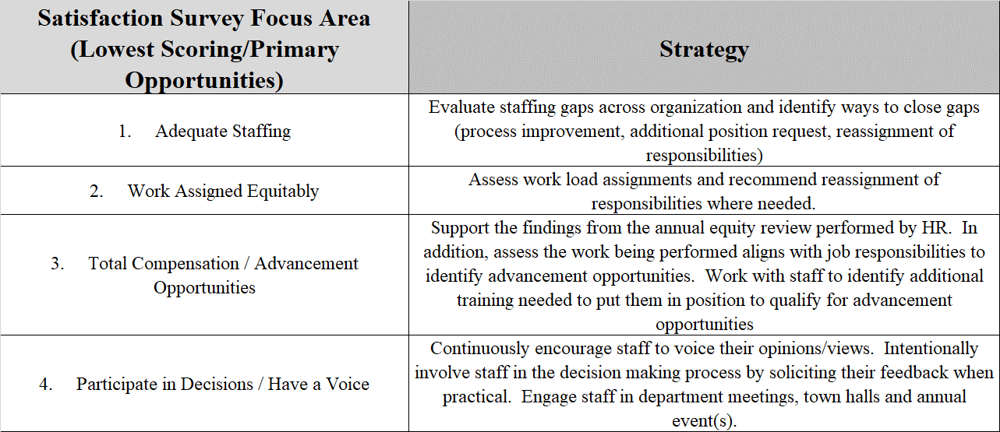 Satisfaction Survey Focus Area
(Lowest Scoring/Primary
Opportunities)
Strategy
1. Adequate Staffing
Evaluate staffing gaps across organization and identify ways to close gaps
(process improvement, additional position request, reassignment of
responsibilities)
2. Work Assigned Equitably
Assess work load assignments and recommend reassignment of
responsibilities where needed.
3. Total Compensation / Advancement
Opportunities
Support the findings from the annual equity review performed by HR. In
addition, assess the work being performed aligns with job responsibilities to
identify advancement opportunities. Work with staff to identify additional
training needed to put them in position to qualify for advancement
opportunities
4. Participate in Decisions / Have a Voice
Continuously encourage staff to voice their opinions/views. Intentionally
involve staff in the decision making process by soliciting their feedback when
practical. Engage staff in department meetings, town halls and annual
event(s).